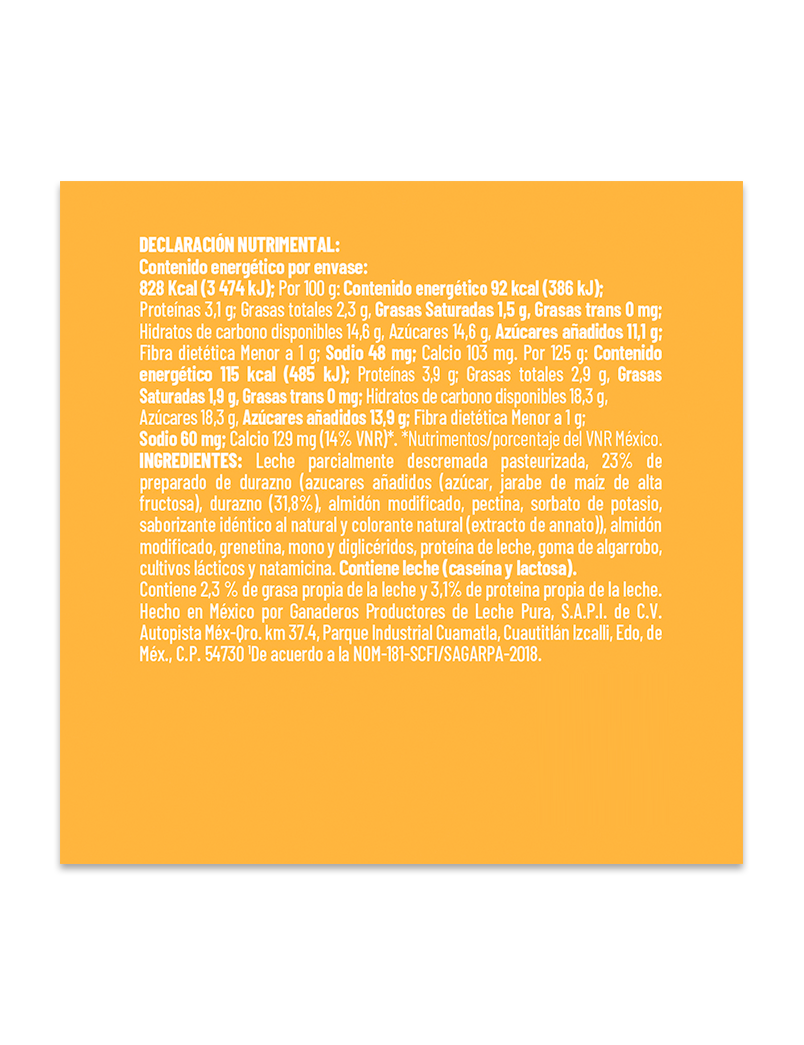 DECLARACIÓN NUTRIMENTAL:
Contenido energético por envase:
828 Kcal (3 474 kJ); Por 100 g: Contenido energético 92 kcal (386 kJ);
Proteínas 3,1 g; Grasas totales 2,3 g, Grasas Saturadas 1,5 g, Grasas trans 0 mg;
Hidratos de carbono disponibles 14,6 g, Azúcares 14,6 g, Azúcares añadidos 11,1 g;
Fibra dietética Menor a 1 g; Sodio 48 mg; Calcio 103 mg. Por 125 g: Contenido
energético 115 kcal (485 kJ); Proteínas 3,9 g; Grasas totales 2,9 g, Grasas
Saturadas 1,9 g, Grasas trans 0 mg; Hidratos de carbono disponibles 18,3 g,
Azúcares 18,3 g, Azúcares añadidos 13,9 g; Fibra dietética Menor a 1 g;
Sodio 60 mg; Calcio 129 mg (14% VNR)*. *Nutrimentos/porcentaje del VNR México.
INGREDIENTES: Leche parcialmente descremada pasteurizada, 23% de
preparado de durazno (azucares añadidos (azúcar, jarabe de maíz de alta
fructosa), durazno (31,8%), almidón modificado, pectina, sorbato de potasio,
saborizante idéntico al natural y colorante natural (extracto de annato)), almidón
modificado, grenetina, mono y diglicéridos, proteína de leche, goma de algarrobo,
cultivos lácticos y natamicina. Contiene leche (caseína y lactosa).
Contiene 2,3 % de grasa propia de la leche y 3,1% de proteina propia de la leche.
Hecho en México por Ganaderos Productores de Leche Pura, S.A.P.I. de C.V.
Autopista Méx-Qro. km 37.4, Parque Industrial Cuamatla, Cuautitlán Izcalli, Edo, de
Méx., C.P. 54730 ¹De acuerdo a la NOM-181-SCFI/SAGARPA-2018.